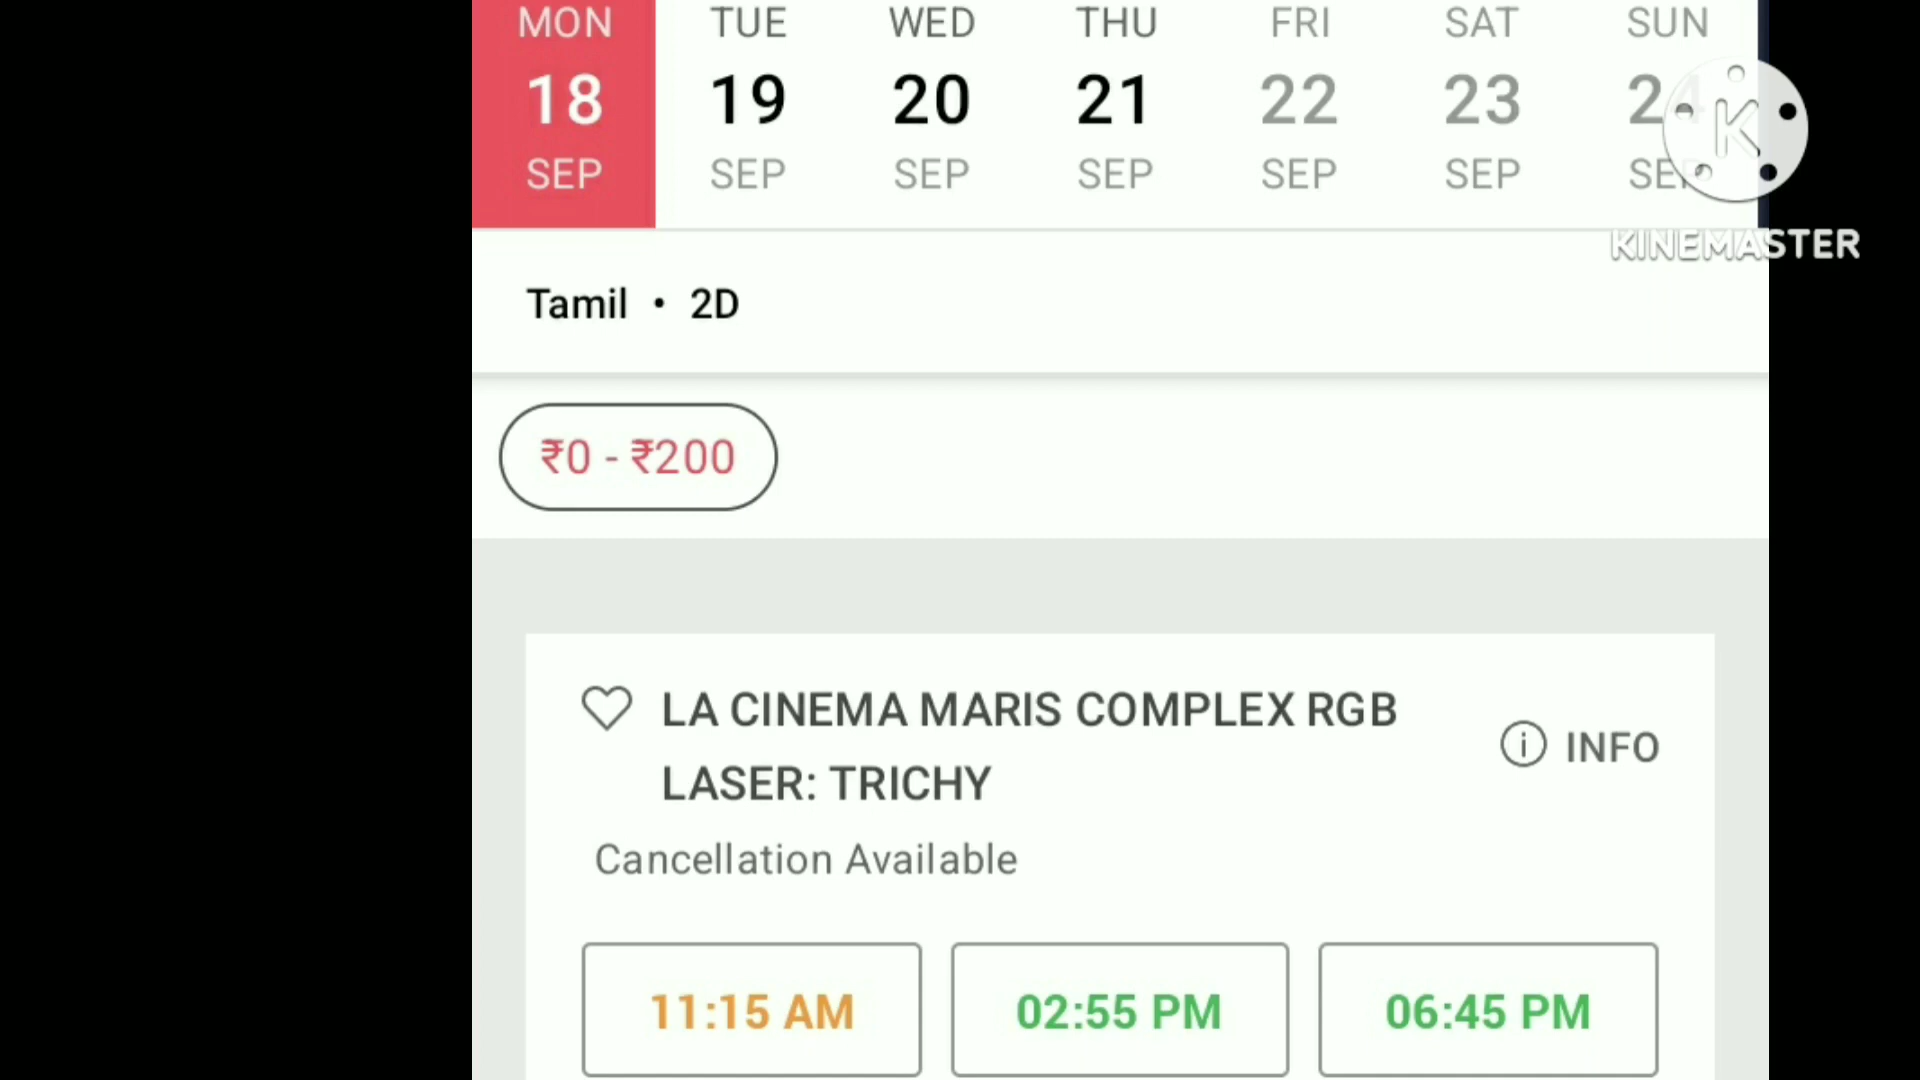 MON TUE WED THU FRI SAT SUN
18 19 20 21 22 23 24
SEP SEP SEP SEP SEP SEP SEP
K
KINEMASTER
Tamil • 2D
₹0 - ₹200
LA CINEMA MARIS COMPLEX RGB
LASER: TRICHY
i INFO
Cancellation Available
11:15 AM 02:55 PM 06:45 PM